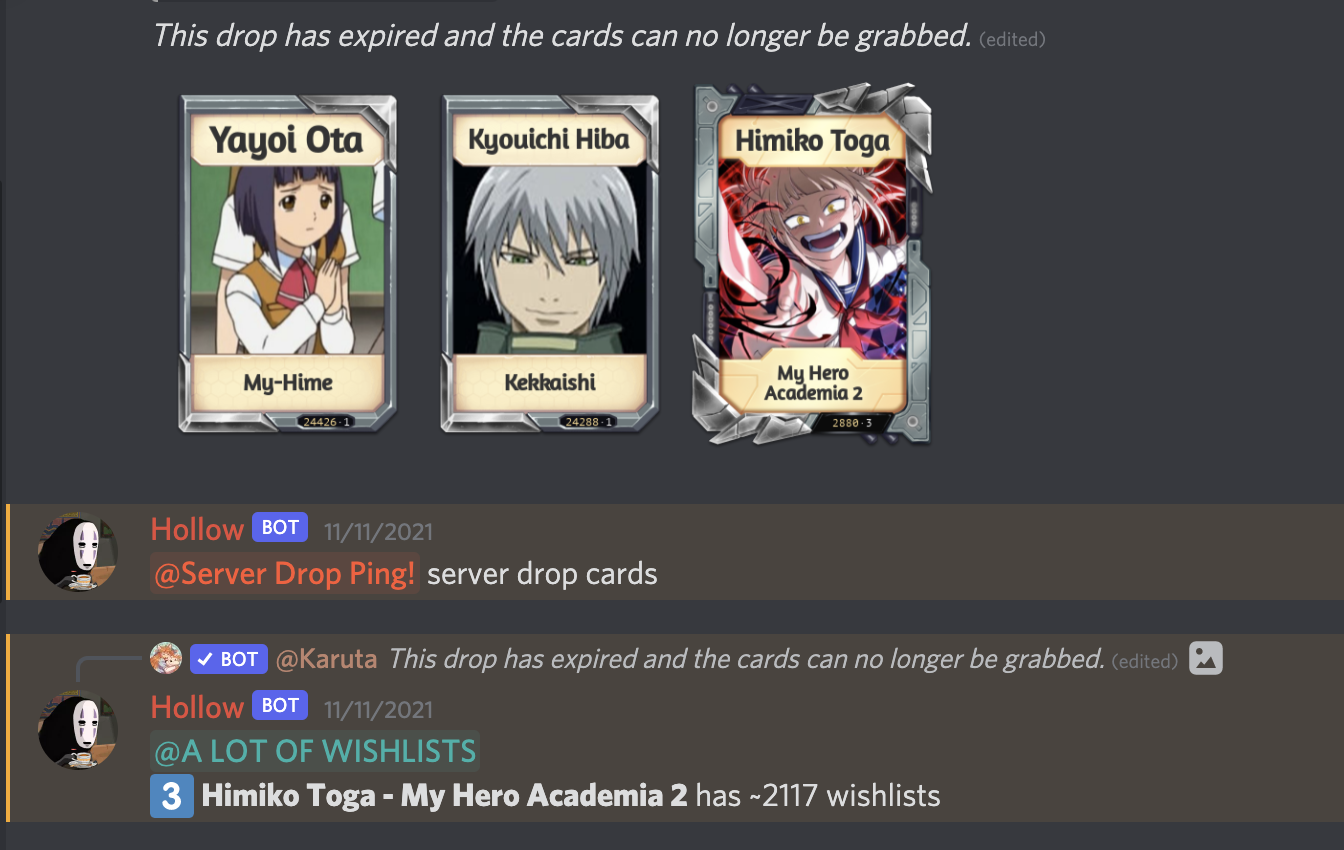 This drop has expired and the cards can no longer be grabbed. (edited)
Yayoi Ota
My-Hime
24426·1
Kyouichi Hiba
Kekkaishi
24288·1
Himiko Toga
My Hero
Academia 2
2880·3
Hollow BOT 11/11/2021
@Server Drop Ping! server drop cards
✓ BOT @Karuta This drop has expired and the cards can no longer be grabbed. (edited)
Hollow BOT 11/11/2021
@A LOT OF WISHLISTS
3 Himiko Toga - My Hero Academia 2 has ~2117 wishlists